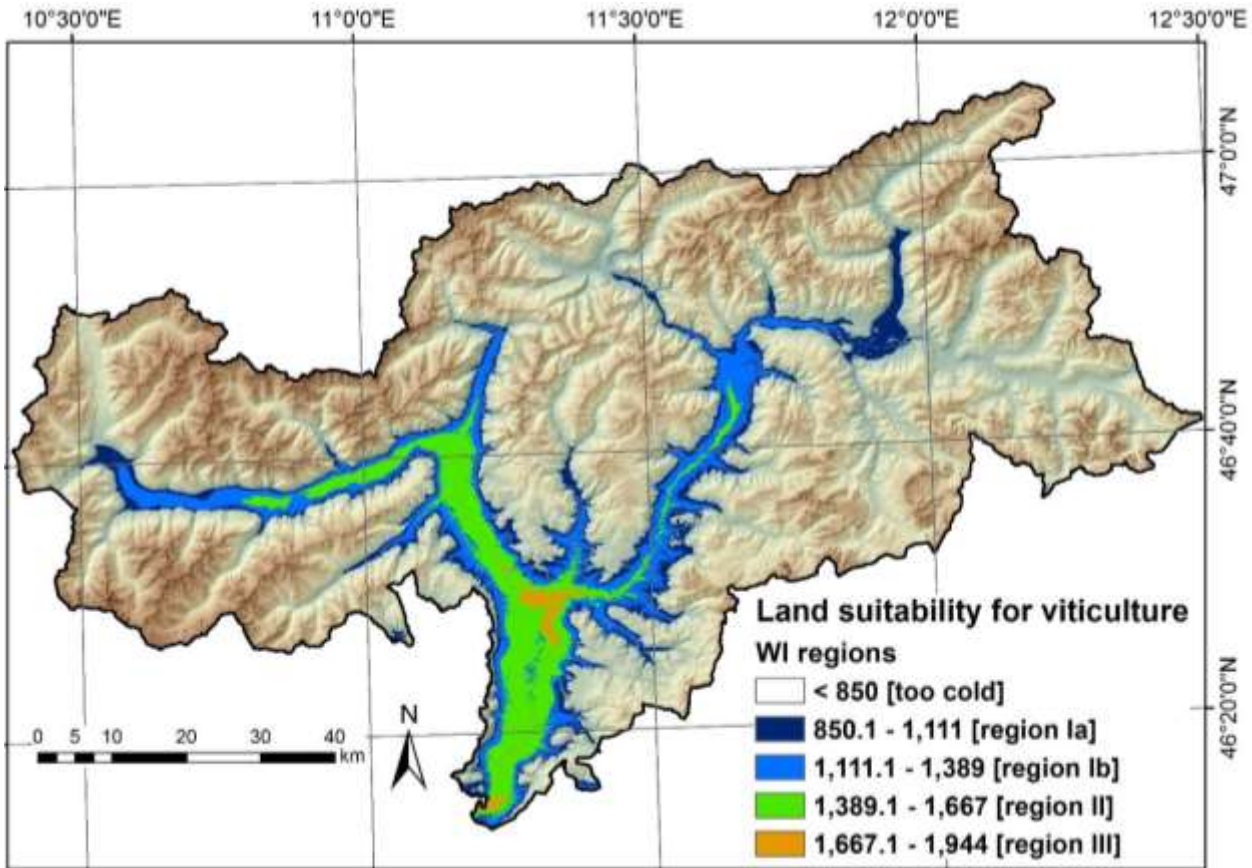 10°30'0"E 11°0'0"E 11°30'0"E 12°0'0"E 12°30'0"E
47°0'0"N
46°40'0"N
46°20'0"N
Land suitability for viticulture
WI regions
< 850 [too cold]
850.1 - 1,111 [region Ia]
1,111.1 - 1,389 [region Ib]
1,389.1 - 1,667 [region II]
1,667.1 - 1,944 [region III]
N
0 5 10 20 30 40
km